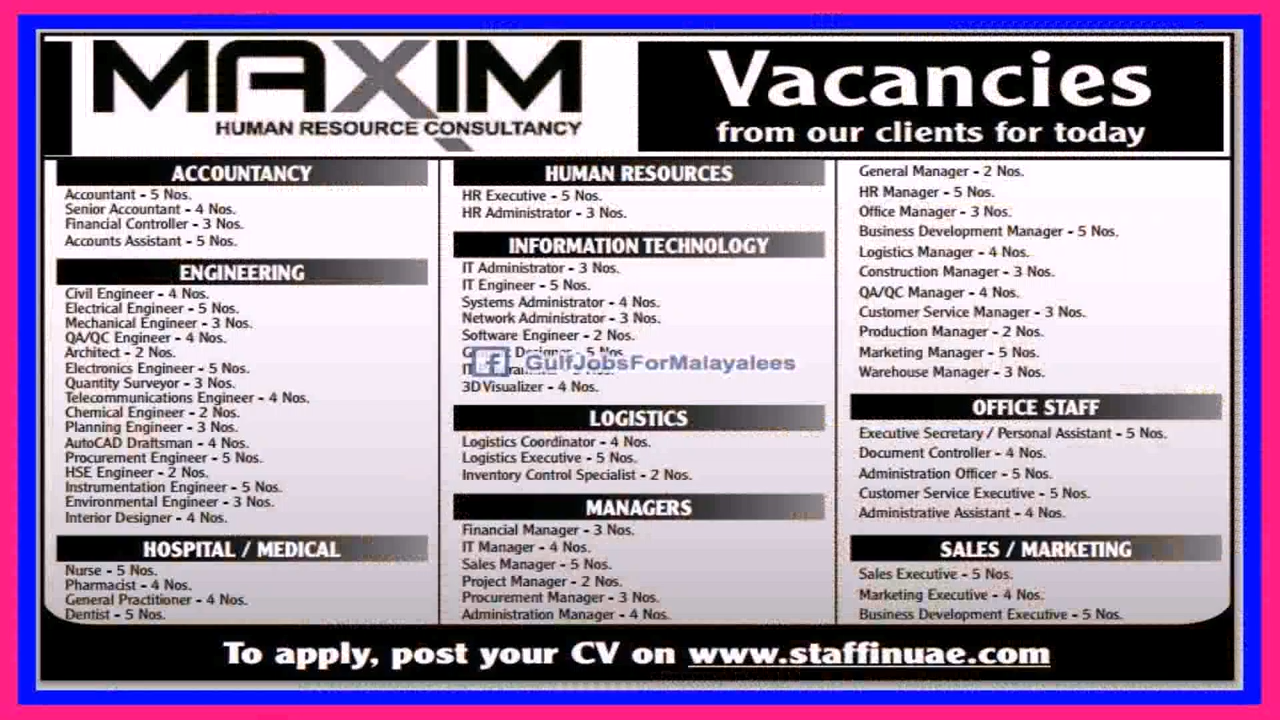 MAXIM
HUMAN RESOURCE CONSULTANCY
Vacancies
from our clients for today
ACCOUNTANCY
Accountant - 5 Nos.
Senior Accountant - 4 Nos.
Financial Controller - 3 Nos.
Accounts Assistant - 5 Nos.
ENGINEERING
Civil Engineer - 4 Nos.
Electrical Engineer - 5 Nos.
Mechanical Engineer - 3 Nos.
QA/QC Engineer - 4 Nos.
Architect - 2 Nos.
Electronics Engineer - 5 Nos.
Quantity Surveyor - 3 Nos.
Telecommunications Engineer - 4 Nos.
Chemical Engineer - 2 Nos.
Planning Engineer - 3 Nos.
AutoCAD Draftsman - 4 Nos.
Procurement Engineer - 5 Nos.
HSE Engineer - 2 Nos.
Instrumentation Engineer - 5 Nos.
Environmental Engineer - 3 Nos.
Interior Designer - 4 Nos.
HOSPITAL / MEDICAL
Nurse - 5 Nos.
Pharmacist - 4 Nos.
General Practitioner - 4 Nos.
Dentist - 5 Nos.
HUMAN RESOURCES
HR Executive - 5 Nos.
HR Administrator - 3 Nos.
INFORMATION TECHNOLOGY
IT Administrator - 3 Nos.
IT Engineer - 5 Nos.
Systems Administrator - 4 Nos.
Network Administrator - 3 Nos.
Software Engineer - 2 Nos.
Designer - 5 Nos.
GulfJobsForMalayalees
3D Visualizer - 4 Nos.
LOGISTICS
Logistics Coordinator - 4 Nos.
Logistics Executive - 5 Nos.
Inventory Control Specialist - 2 Nos.
MANAGERS
Financial Manager - 3 Nos.
IT Manager - 4 Nos.
Sales Manager - 5 Nos.
Project Manager - 2 Nos.
Procurement Manager - 3 Nos.
Administration Manager - 4 Nos.
General Manager - 2 Nos.
HR Manager - 5 Nos.
Office Manager - 3 Nos.
Business Development Manager - 5 Nos.
Logistics Manager - 4 Nos.
Construction Manager - 3 Nos.
QA/QC Manager - 4 Nos.
Customer Service Manager - 3 Nos.
Production Manager - 2 Nos.
Marketing Manager - 5 Nos.
Warehouse Manager - 3 Nos.
OFFICE STAFF
Executive Secretary / Personal Assistant - 5 Nos.
Document Controller - 4 Nos.
Administration Officer - 5 Nos.
Customer Service Executive - 5 Nos.
Administrative Assistant - 4 Nos.
SALES / MARKETING
Sales Executive - 5 Nos.
Marketing Executive - 4 Nos.
Business Development Executive - 5 Nos.
To apply, post your CV on www.staffinuae.com